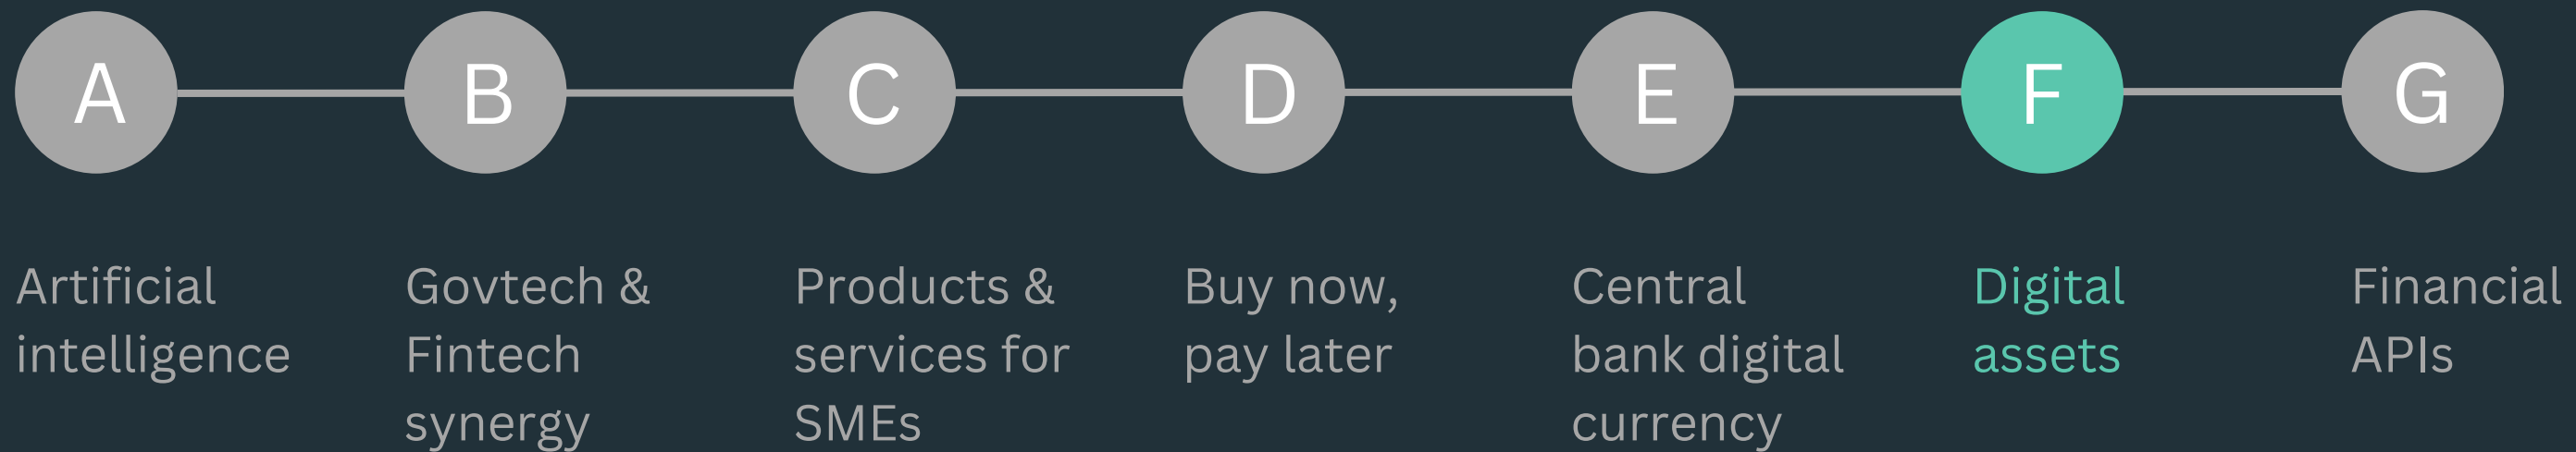 A
B
C
D
E
F
G
Artificial
intelligence
Govtech &
Fintech
synergy
Products &
services for
SMEs
Buy now,
pay later
Central
bank digital
currency
Digital
assets
Financial
APIs